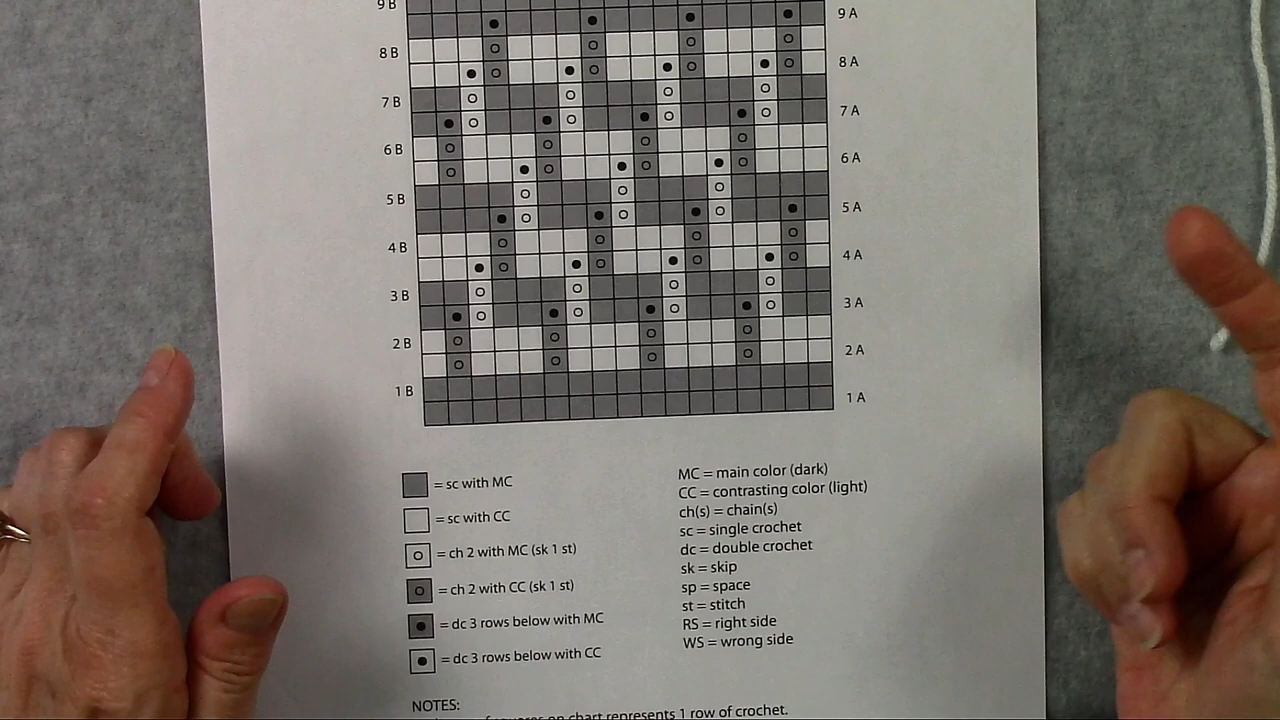 9 B
9 A
8 B
8 A
7 B
7 A
6 B
6 A
5 B
5 A
4 B
4 A
3 B
3 A
2 B
2 A
1 B
1 A
= sc with MC
= sc with CC
= ch 2 with MC (sk 1 st)
= ch 2 with CC (sk 1 st)
= dc 3 rows below with MC
= dc 3 rows below with CC
MC = main color (dark)
CC = contrasting color (light)
ch(s) = chain(s)
sc = single crochet
dc = double crochet
sk = skip
sp = space
st = stitch
RS = right side
WS = wrong side
NOTES:
of squares on chart represents 1 row of crochet.